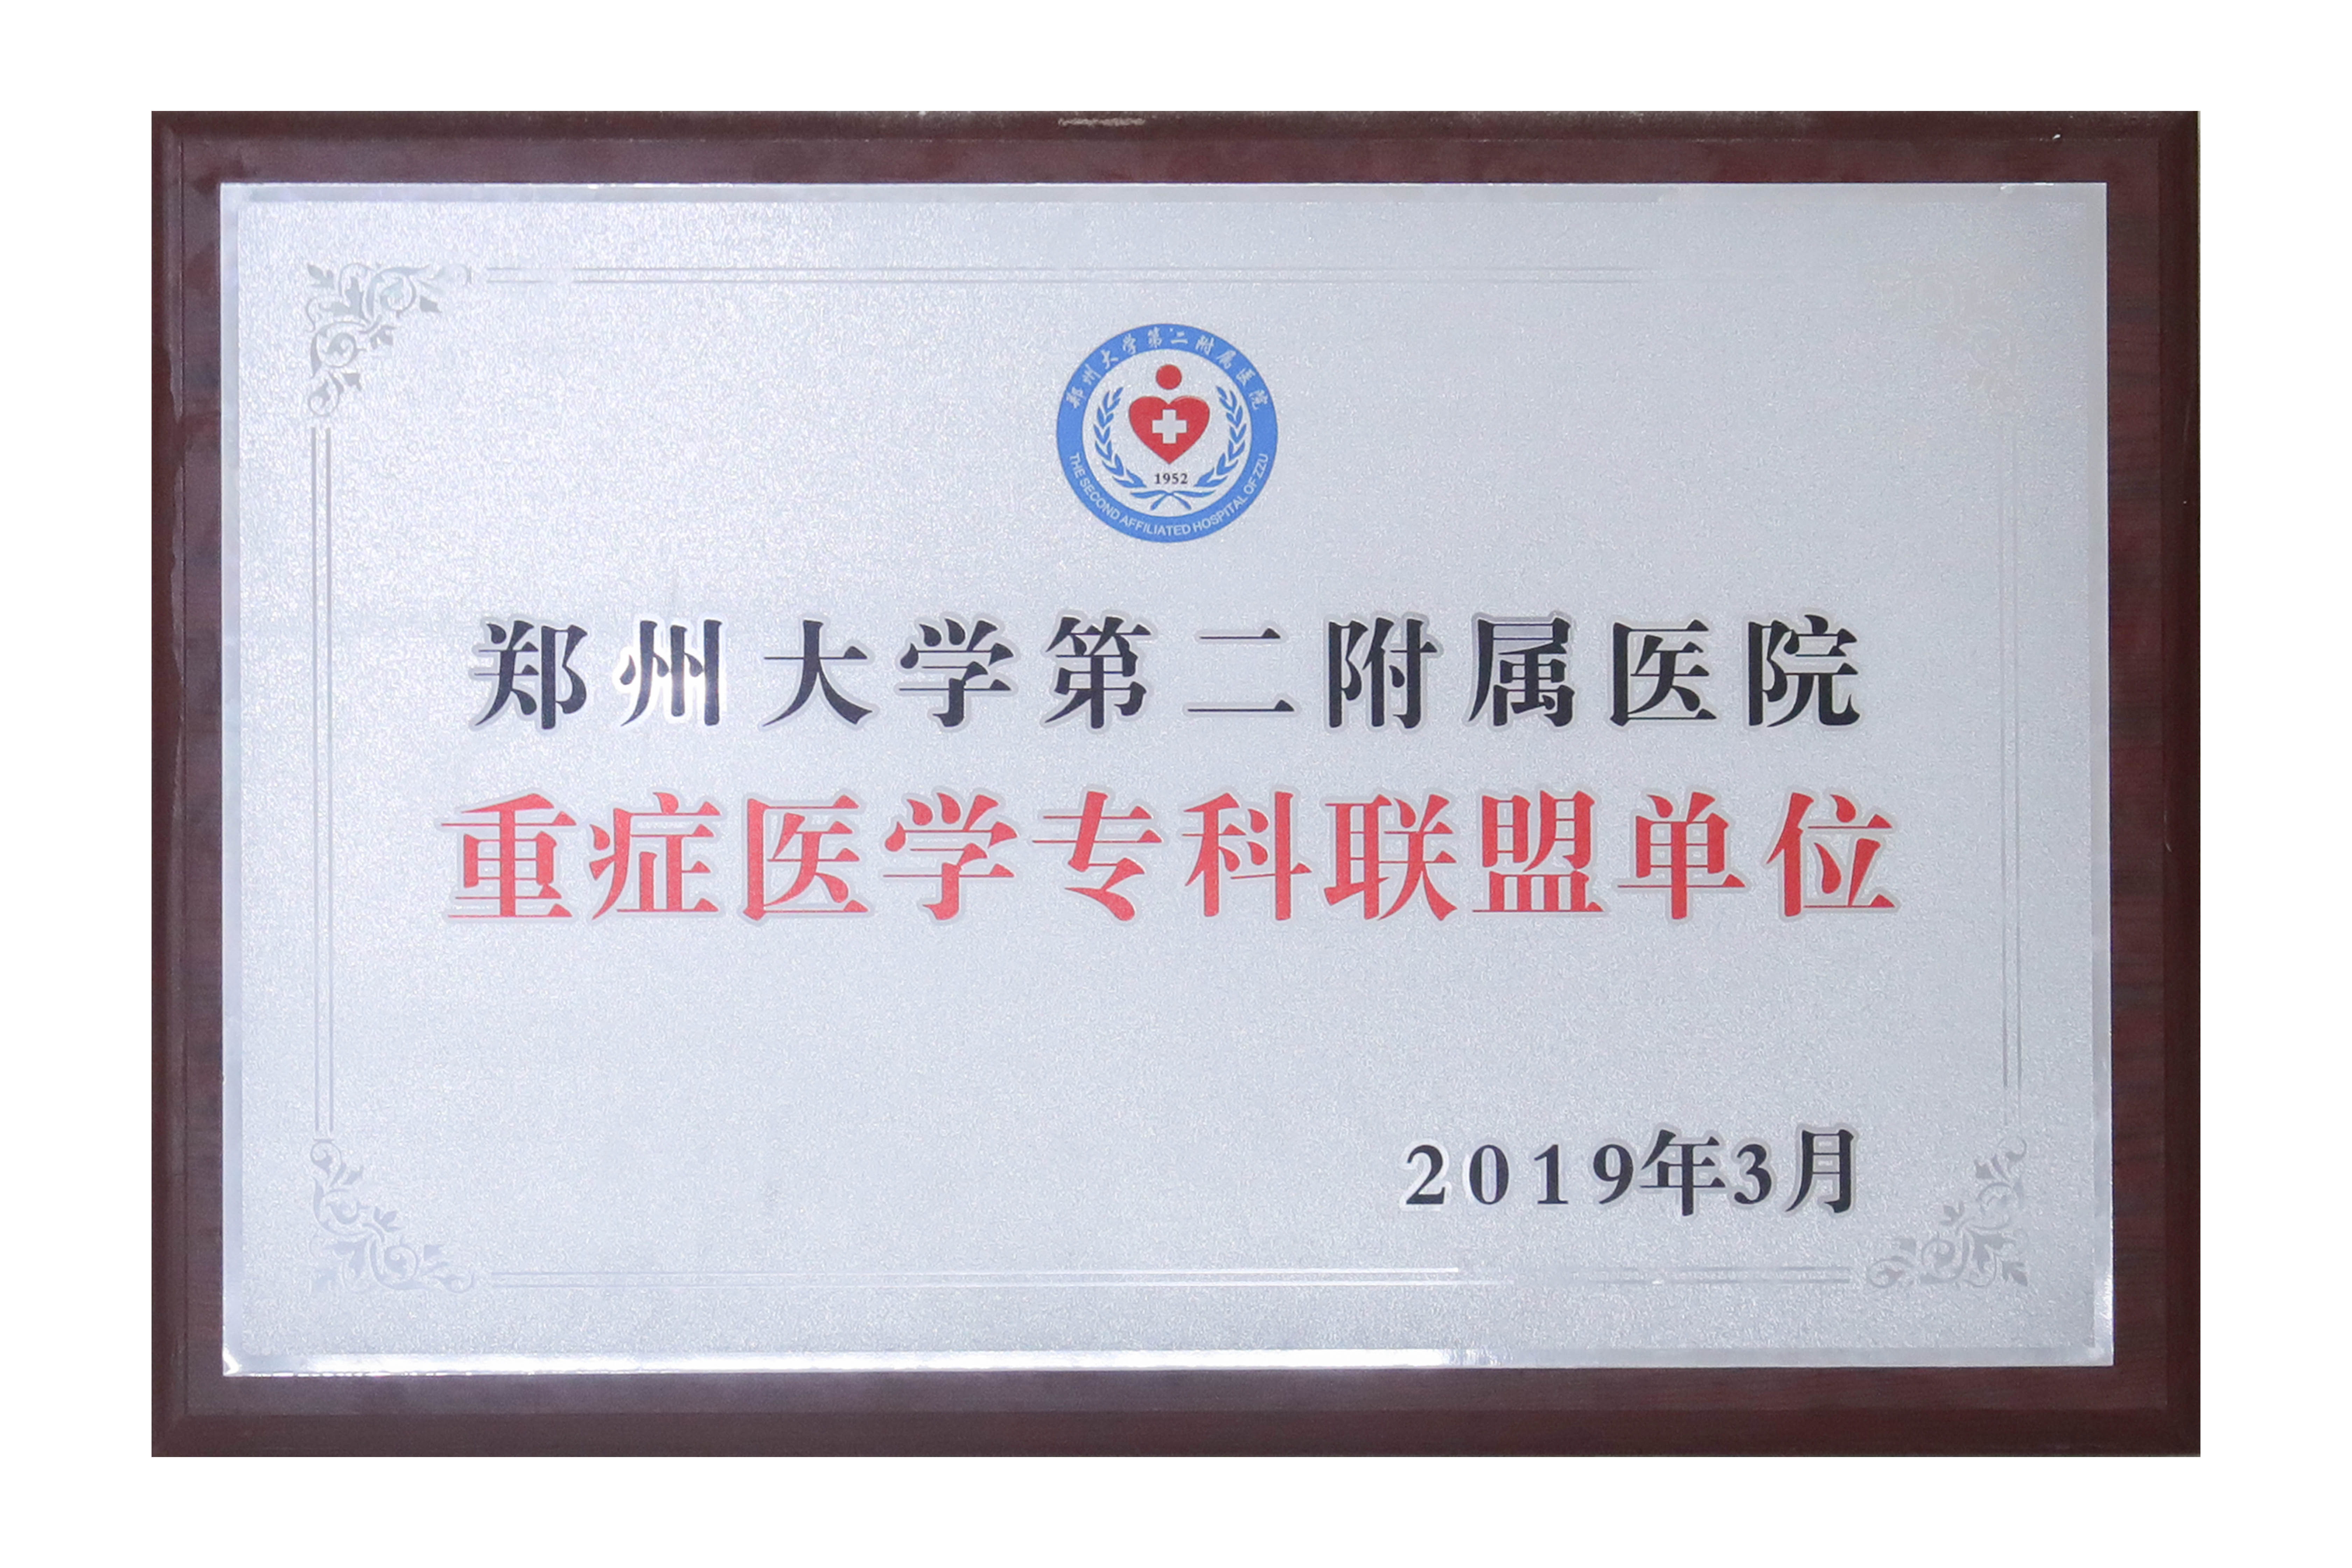 郑州大学第二附属医院
1952
THE SECOND AFFILIATED HOSPITAL OF ZZU
郑州大学第二附属医院
重症医学专科联盟单位
2019年3月